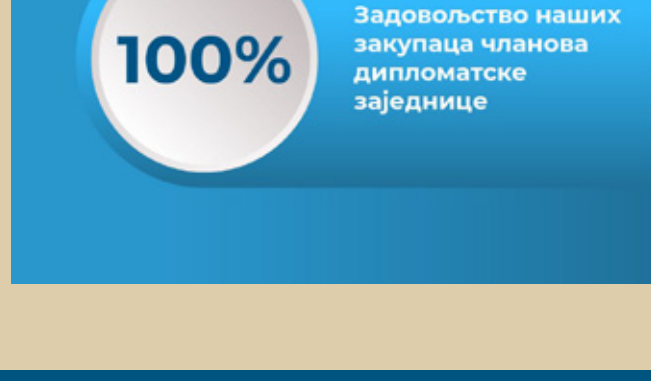 100%
Задовољство наших
закупаца чланова
дипломатске
заједнице